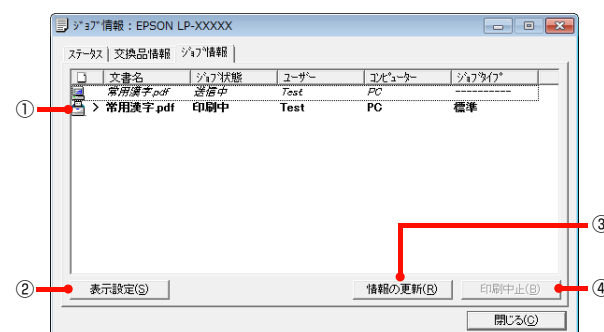 ジョブ情報：EPSON LP-XXXXX
ステータス 交換品情報 ジョブ情報
文書名 ジョブ状態 ユーザー コンピューター ジョブタイプ
常用漢字.pdf 送信中 Test PC ----------
① > 常用漢字.pdf 印刷中 Test PC 標準
③
② 表示設定(S) 情報の更新(R) 印刷中止(B) ④
閉じる(C)